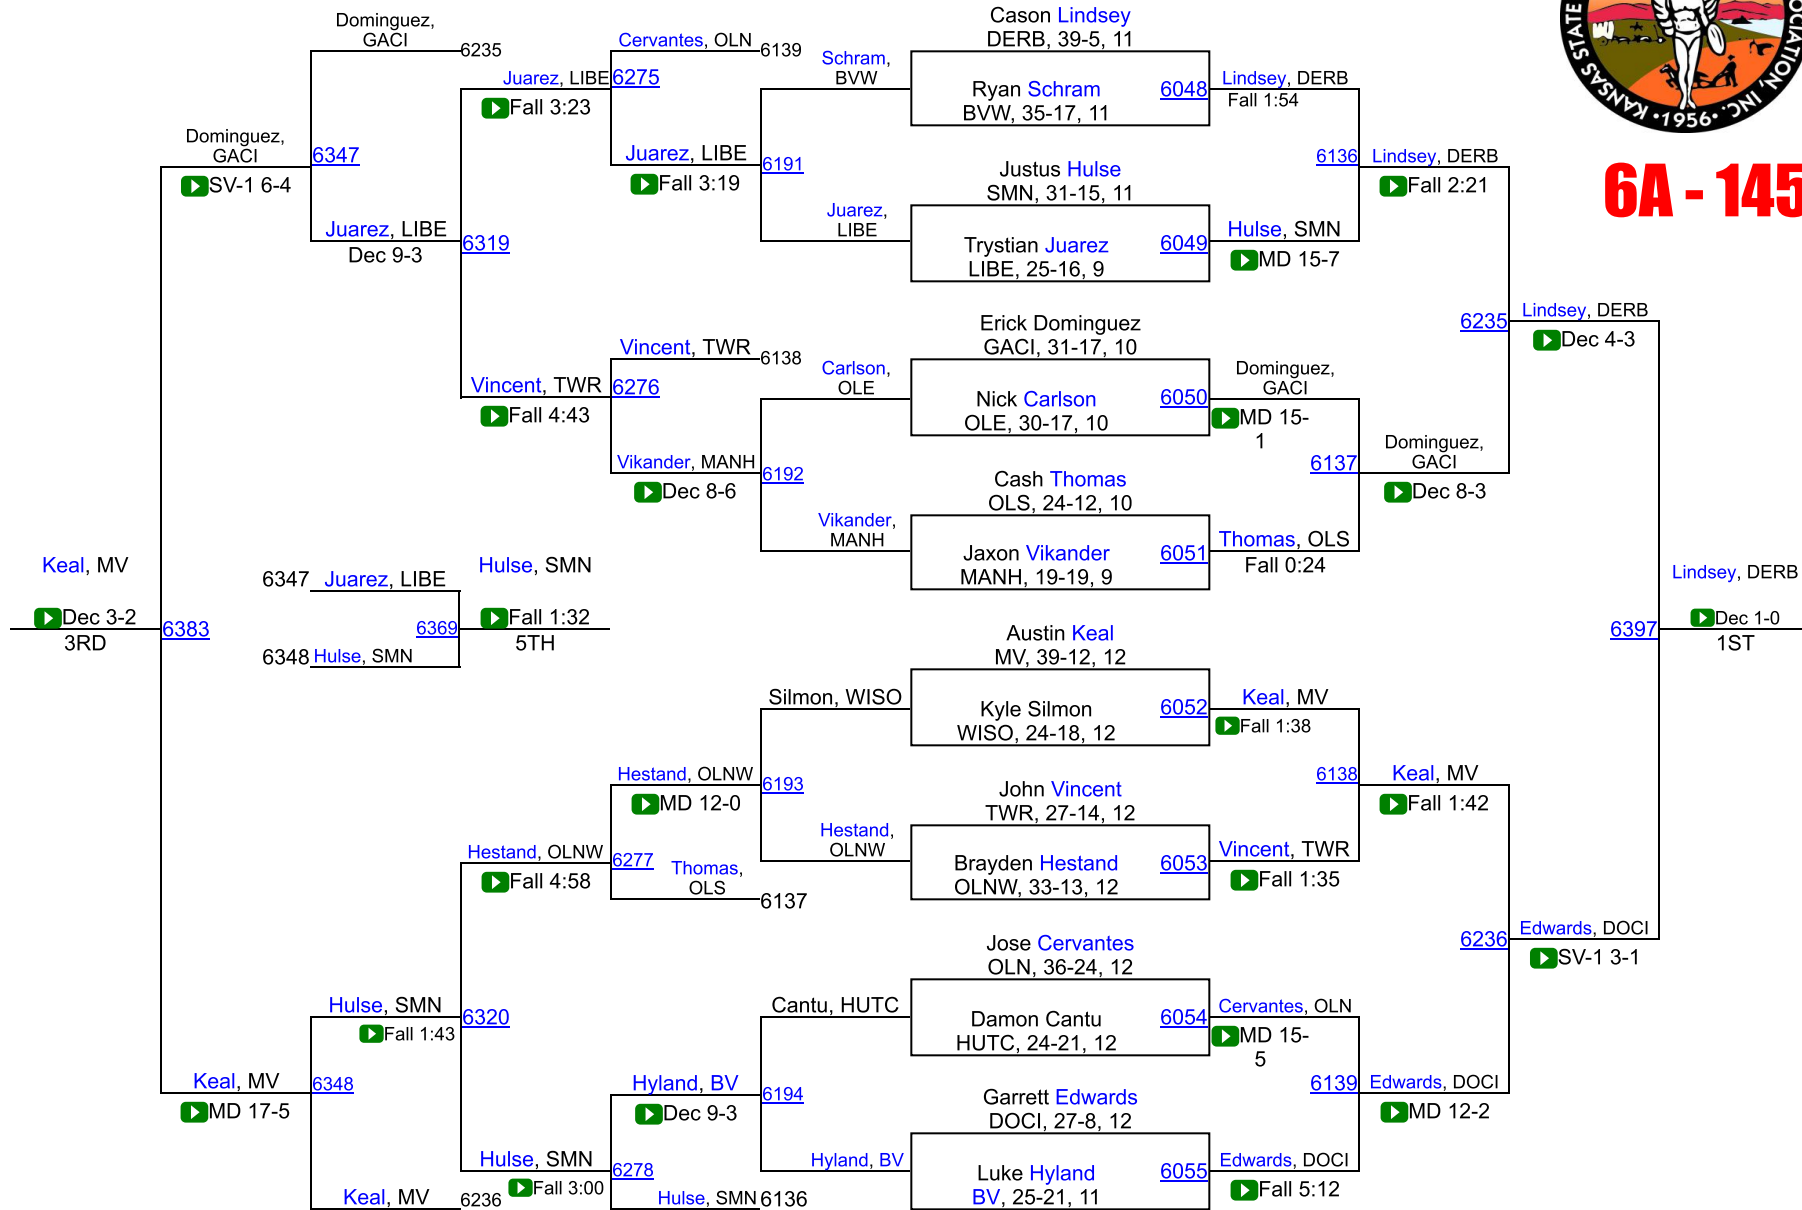 KANSAS STATE
OCIATION, INC.
•1956•
6A - 145
Dominguez,
GACI
6235
Juarez, LIBE
6275
Fall 3:23
Cervantes, OLN
6139
Schram,
BVW
Dominguez,
GACI
6347
SV-1 6-4
Juarez, LIBE
Fall 3:19
6191
Juarez,
LIBE
Juarez, LIBE
Dec 9-3
6319
Vincent, TWR
6138
Carlson,
OLE
Vincent, TWR
6276
Fall 4:43
Vikander, MANH
Dec 8-6
6192
Vikander,
MANH
Keal, MV
Dec 3-2
3RD
6383
6347
Juarez, LIBE
6348
Hulse, SMN
6369
Hulse, SMN
Fall 1:32
5TH
Silmon, WISO
Hestand, OLNW
MD 12-0
6193
Hestand,
OLNW
Hestand, OLNW
Fall 4:58
6277
Thomas,
OLS
6137
Hulse, SMN
Fall 1:43
6320
Cantu, HUTC
Keal, MV
MD 17-5
6348
Hyland, BV
Dec 9-3
6194
Hyland, BV
Hulse, SMN
Fall 3:00
6278
Keal, MV
6236
Hulse, SMN
6136
Cason Lindsey
DERB, 39-5, 11
Ryan Schram
BVW, 35-17, 11
6048
Lindsey, DERB
Fall 1:54
Justus Hulse
SMN, 31-15, 11
Trystian Juarez
LIBE, 25-16, 9
6049
Hulse, SMN
MD 15-7
6136
Lindsey, DERB
Fall 2:21
Erick Dominguez
GACI, 31-17, 10
Nick Carlson
OLE, 30-17, 10
6050
Dominguez,
GACI
MD 15-
1
Cash Thomas
OLS, 24-12, 10
Jaxon Vikander
MANH, 19-19, 9
6051
Thomas, OLS
Fall 0:24
6137
Dominguez,
GACI
Dec 8-3
6235
Lindsey, DERB
Dec 4-3
Austin Keal
MV, 39-12, 12
Kyle Silmon
WISO, 24-18, 12
6052
Keal, MV
Fall 1:38
John Vincent
TWR, 27-14, 12
Brayden Hestand
OLNW, 33-13, 12
6053
Vincent, TWR
Fall 1:35
6138
Keal, MV
Fall 1:42
Jose Cervantes
OLN, 36-24, 12
Damon Cantu
HUTC, 24-21, 12
6054
Cervantes, OLN
MD 15-
5
Garrett Edwards
DOCI, 27-8, 12
Luke Hyland
BV, 25-21, 11
6055
Edwards, DOCI
Fall 5:12
6139
Edwards, DOCI
MD 12-2
6236
Edwards, DOCI
SV-1 3-1
6397
Lindsey, DERB
Dec 1-0
1ST